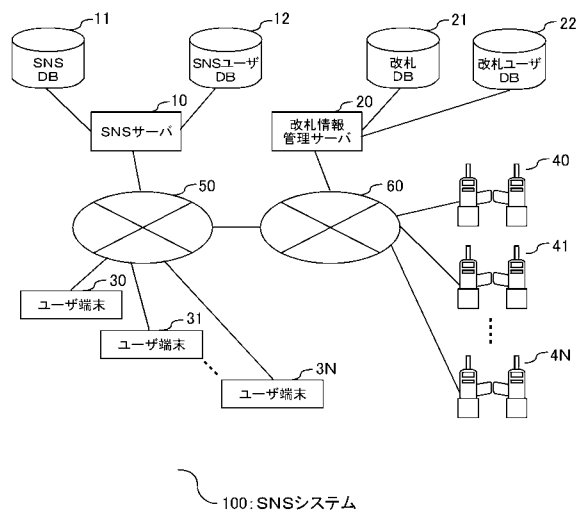 11
12
21
22
SNS
DB
SNSユーザ
DB
改札
DB
改札ユーザ
DB
10
20
SNSサーバ
改札情報
管理サーバ
50
60
40
41
4N
30
ユーザ端末
31
ユーザ端末
3N
ユーザ端末
100:SNSシステム